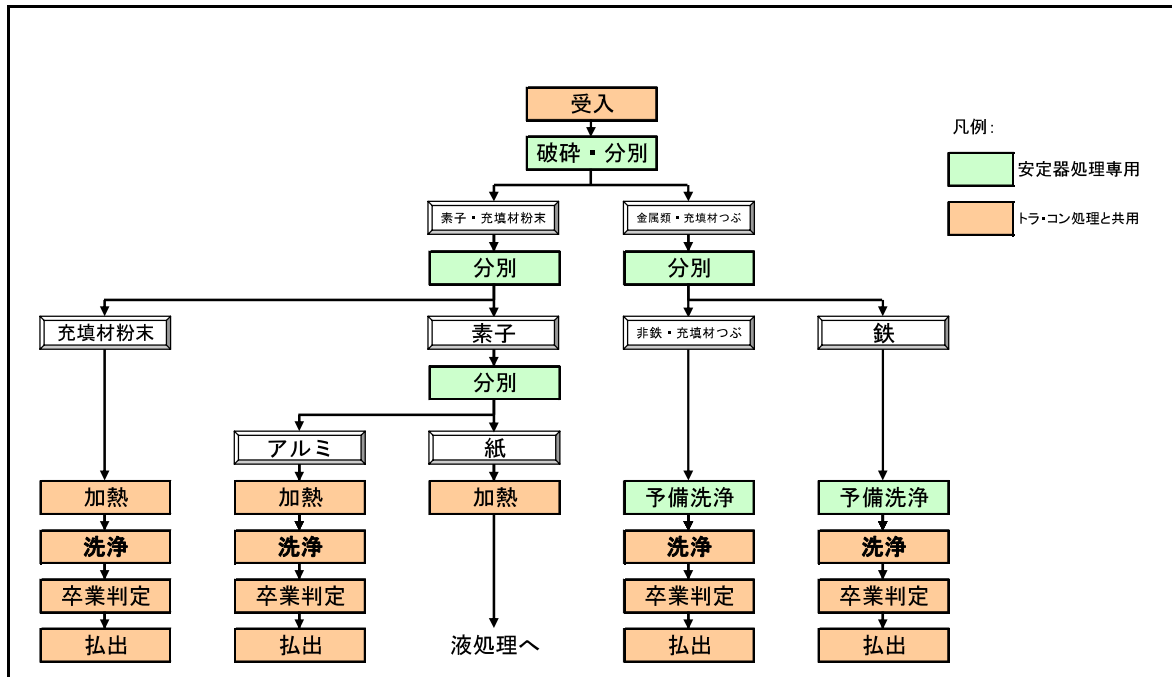 受入
凡例：
破砕・分別
安定器処理専用
素子・充填材粉末
金属類・充填材つぶ
トラ・コン処理と共用
分別
分別
充填材粉末
素子
非鉄・充填材つぶ
鉄
分別
アルミ
紙
加熱
加熱
加熱
予備洗浄
予備洗浄
洗浄
洗浄
洗浄
洗浄
卒業判定
卒業判定
卒業判定
卒業判定
払出
払出
液処理へ
払出
払出